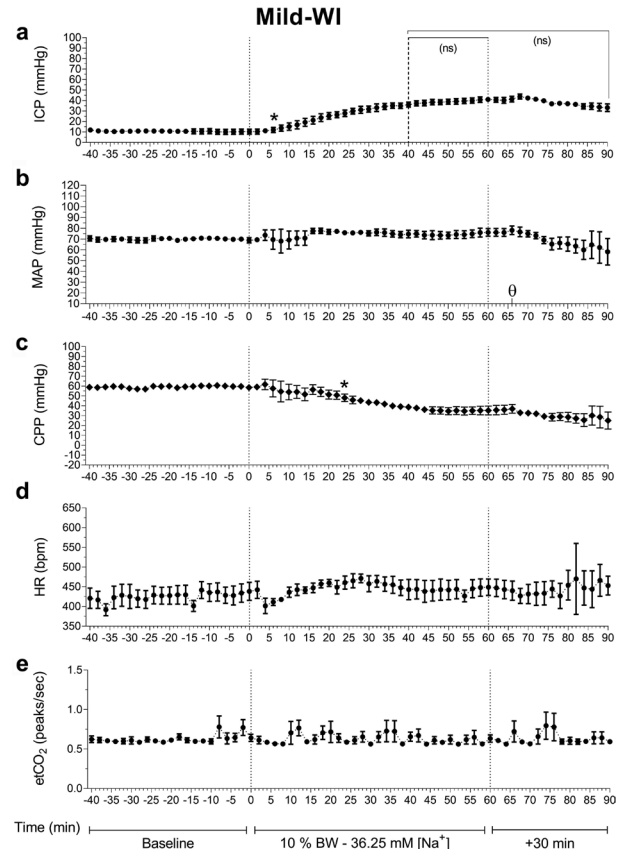 Mild-WI
a
ICP (mmHg)
100
90
80
70
60
50
40
30
20
10
0
*
(ns)
(ns)
-40 -35 -30 -25 -20 -15 -10 -5 0 5 10 15 20 25 30 35 40 45 50 55 60 65 70 75 80 85 90
b
MAP (mmHg)
120
110
100
90
80
70
60
50
40
30
20
10
θ
-40 -35 -30 -25 -20 -15 -10 -5 0 5 10 15 20 25 30 35 40 45 50 55 60 65 70 75 80 85 90
c
CPP (mmHg)
120
110
100
90
80
70
60
50
40
30
20
10
0
-10
-20
*
-40 -35 -30 -25 -20 -15 -10 -5 0 5 10 15 20 25 30 35 40 45 50 55 60 65 70 75 80 85 90
d
HR (bpm)
650
600
550
500
450
400
350
-40 -35 -30 -25 -20 -15 -10 -5 0 5 10 15 20 25 30 35 40 45 50 55 60 65 70 75 80 85 90
e
etCO₂ (peaks/sec)
1.5
1.0
0.5
0.0
-40 -35 -30 -25 -20 -15 -10 -5 0 5 10 15 20 25 30 35 40 45 50 55 60 65 70 75 80 85 90
Time (min)
Baseline 10 % BW - 36.25 mM [Na⁺] +30 min